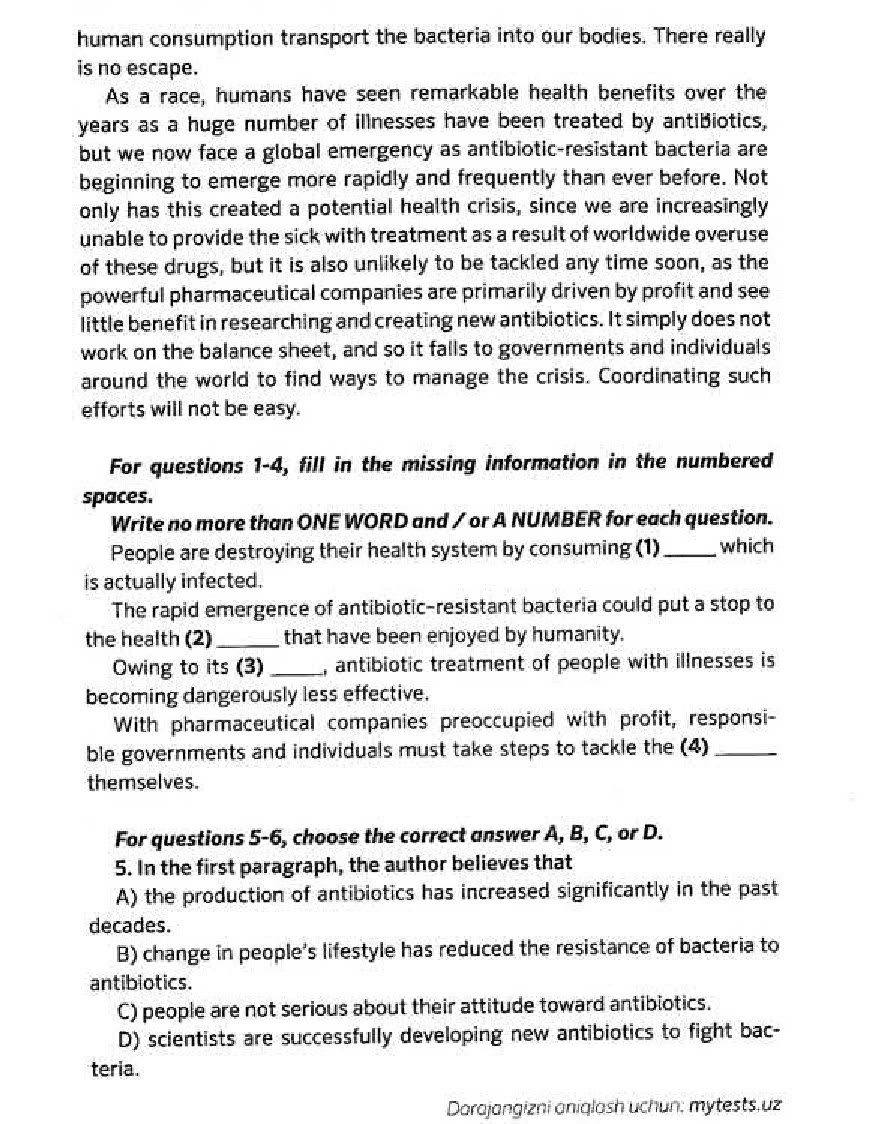 human consumption transport the bacteria into our bodies. There really
is no escape.
As a race, humans have seen remarkable health benefits over the
years as a huge number of illnesses have been treated by antibiotics,
but we now face a global emergency as antibiotic-resistant bacteria are
beginning to emerge more rapidly and frequently than ever before. Not
only has this created a potential health crisis, since we are increasingly
unable to provide the sick with treatment as a result of worldwide overuse
of these drugs, but it is also unlikely to be tackled any time soon, as the
powerful pharmaceutical companies are primarily driven by profit and see
little benefit in researching and creating new antibiotics. It simply does not
work on the balance sheet, and so it falls to governments and individuals
around the world to find ways to manage the crisis. Coordinating such
efforts will not be easy.
For questions 1-4, fill in the missing information in the numbered
spaces.
Write no more than ONE WORD and / or A NUMBER for each question.
People are destroying their health system by consuming (1) _____ which
is actually infected.
The rapid emergence of antibiotic-resistant bacteria could put a stop to
the health (2) ______ that have been enjoyed by humanity.
Owing to its (3) _____, antibiotic treatment of people with illnesses is
becoming dangerously less effective.
With pharmaceutical companies preoccupied with profit, responsi-
ble governments and individuals must take steps to tackle the (4) ______
themselves.
For questions 5-6, choose the correct answer A, B, C, or D.
5. In the first paragraph, the author believes that
A) the production of antibiotics has increased significantly in the past
decades.
B) change in people's lifestyle has reduced the resistance of bacteria to
antibiotics.
C) people are not serious about their attitude toward antibiotics.
D) scientists are successfully developing new antibiotics to fight bac-
teria.
Darajangizni aniqlash uchun: mytests.uz